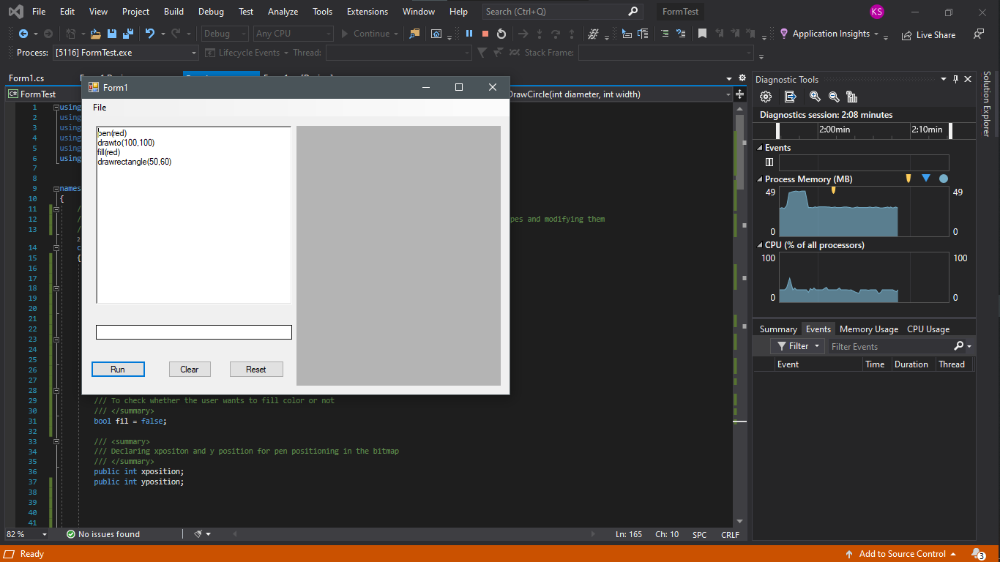 File Edit View Project Build Debug Test Analyze Tools Extensions Window Help Search (Ctrl+Q) FormTest KS
Debug Any CPU Continue Application Insights Live Share
Process: [5116] FormTest.exe Lifecycle Events Thread: Stack Frame:
Form1.cs
C# FormTest DrawCircle(int diameter, int width)
Form1
File
pen(red)
drawto(100,100)
fill(red)
drawrectangle(50,60)
Run Clear Reset
1 using
2 using
3 using
4 using
5 using
6 using
7
8
9 names
10 {
11 /
12 / pes and modifying them
13 /
2
14 c
15 {
16
17
18
19
20
21
22
23
24
25
26
27
28
29 /// To check whether the user wants to fill color or not
30 /// </summary>
31 bool fil = false;
32
33 /// <summary>
34 /// Declaring xpositon and y position for pen positioning in the bitmap
35 /// </summary>
36 public int xposition;
37 public int yposition;
38
39
40
41
82 % No issues found Ln: 165 Ch: 10 SPC CRLF
Diagnostic Tools
Diagnostics session: 2:08 minutes
2:00min 2:10min
Events
Process Memory (MB)
49 49
0 0
CPU (% of all processors)
100 100
0 0
Summary Events Memory Usage CPU Usage
Filter Filter Events
Event Time Duration Thread
Solution Explorer
Ready Add to Source Control 3